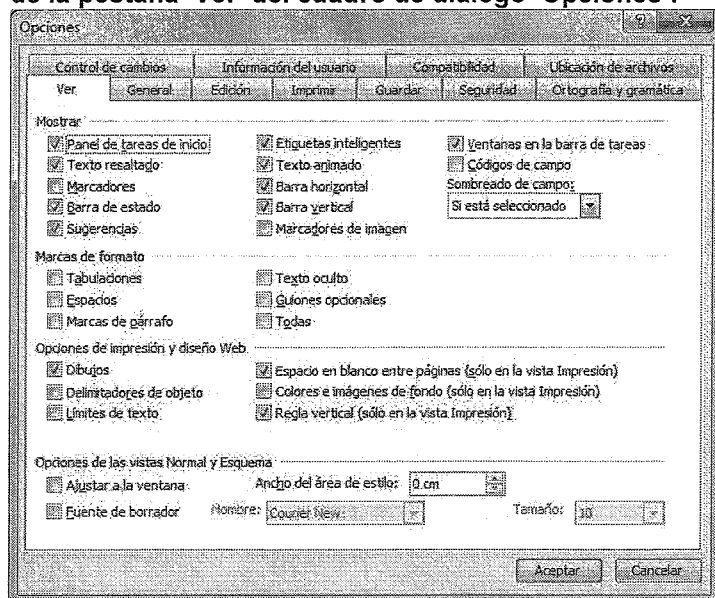 de la pestaña "Ver" del cuadro de diálogo "Opciones":
Opciones
Control de cambios Información del usuario Compatibilidad Ubicación de archivos
Ver General Edición Imprimir Guardar Seguridad Ortografía y gramática
Mostrar
Panel de tareas de inicio Etiquetas inteligentes Ventanas en la barra de tareas
Texto resaltado Texto animado Códigos de campo
Marcadores Barra horizontal Sombreado de campo:
Barra de estado Barra vertical Si está seleccionado
Sugerencias Marcadores de imagen
Marcas de formato
Tabulaciones Texto oculto
Espacios Guiones opcionales
Marcas de párrafo Todas
Opciones de impresión y diseño Web
Dibujos Espacio en blanco entre páginas (sólo en la vista Impresión)
Delimitadores de objeto Colores e imágenes de fondo (sólo en la vista Impresión)
Límites de texto Regla vertical (sólo en la vista Impresión)
Opciones de las vistas Normal y Esquema
Ajustar a la ventana Ancho del área de estilo: 0 cm
Fuente de borrador Nombre: Courier New Tamaño: 10
Aceptar Cancelar